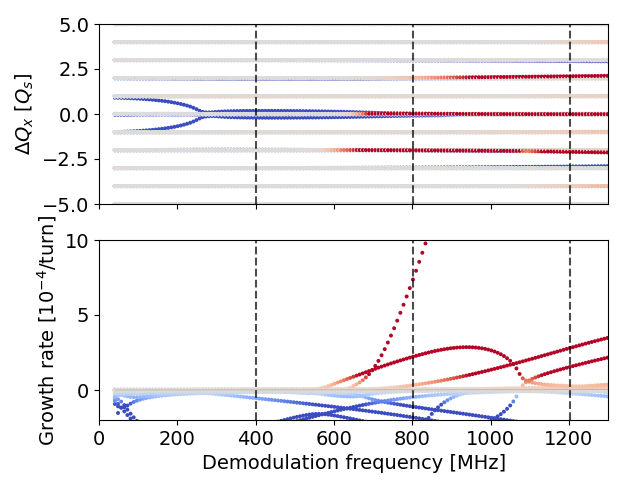 5.0
2.5
0.0
−2.5
−5.0
ΔQx [Qs]
10
5
0
Growth rate [10−4/turn]
0 200 400 600 800 1000 1200
Demodulation frequency [MHz]